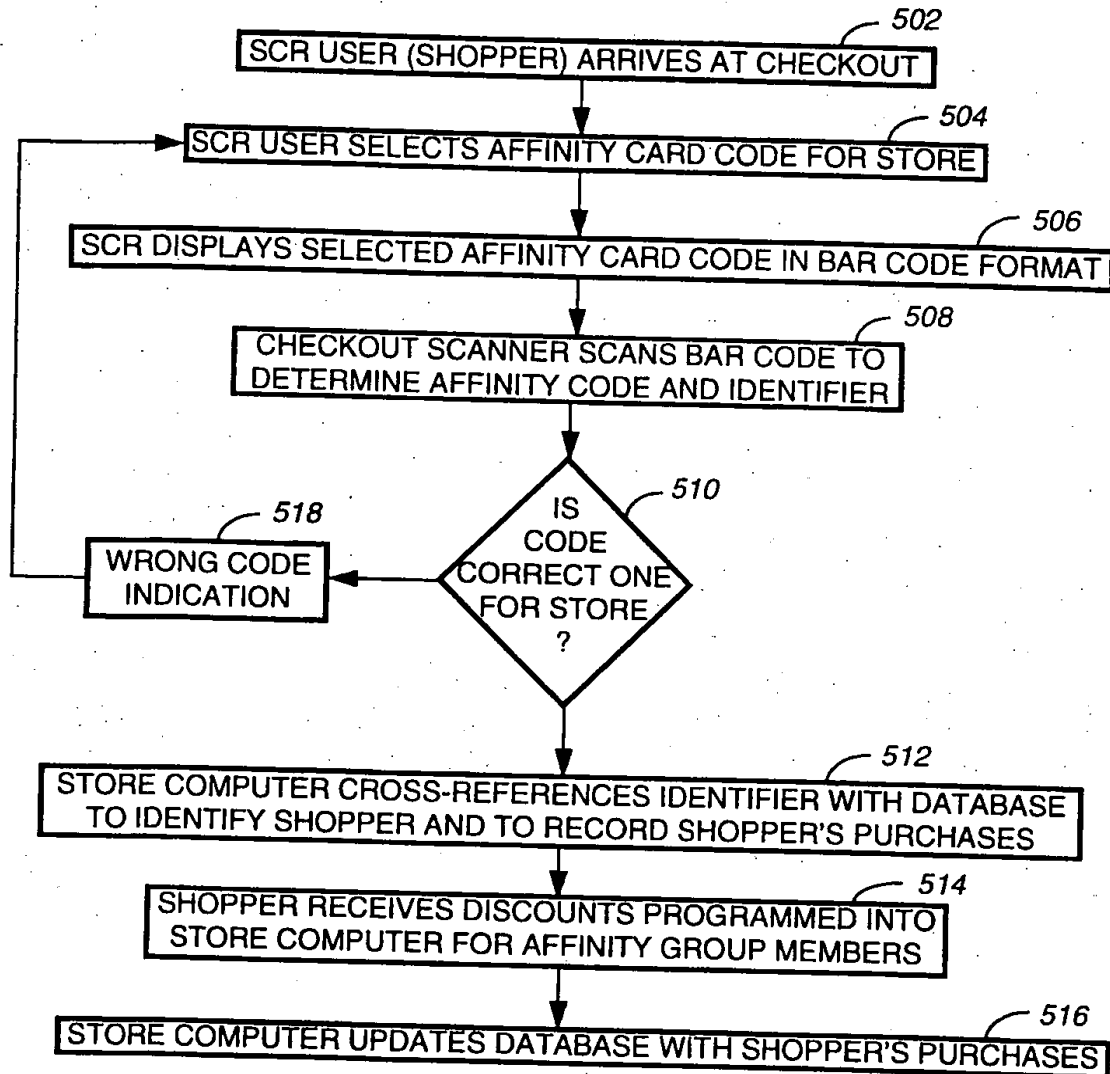 502
SCR USER (SHOPPER) ARRIVES AT CHECKOUT
504
SCR USER SELECTS AFFINITY CARD CODE FOR STORE
506
SCR DISPLAYS SELECTED AFFINITY CARD CODE IN BAR CODE FORMAT
508
CHECKOUT SCANNER SCANS BAR CODE TO
DETERMINE AFFINITY CODE AND IDENTIFIER
510
IS
CODE
CORRECT ONE
FOR STORE
?
518
WRONG CODE
INDICATION
512
STORE COMPUTER CROSS-REFERENCES IDENTIFIER WITH DATABASE
TO IDENTIFY SHOPPER AND TO RECORD SHOPPER'S PURCHASES
514
SHOPPER RECEIVES DISCOUNTS PROGRAMMED INTO
STORE COMPUTER FOR AFFINITY GROUP MEMBERS
516
STORE COMPUTER UPDATES DATABASE WITH SHOPPER'S PURCHASES